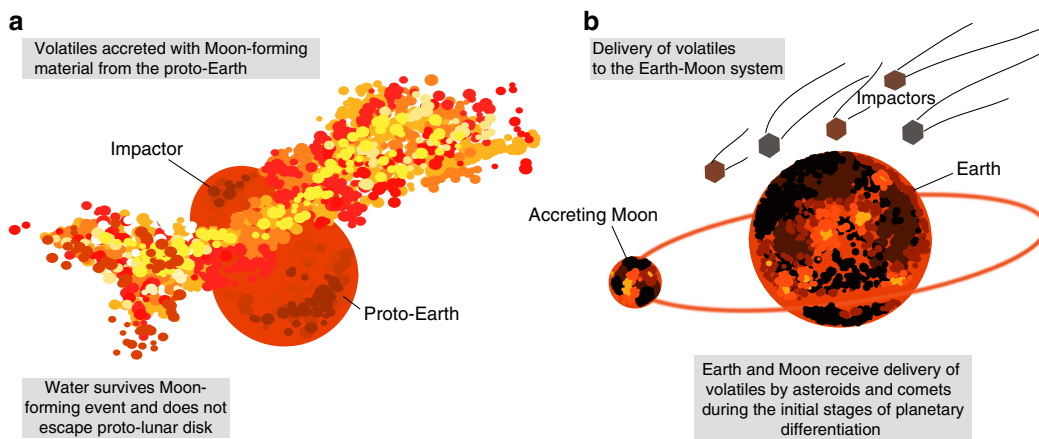 a
Volatiles accreted with Moon-forming
material from the proto-Earth
Impactor
Proto-Earth
Water survives Moon-
forming event and does not
escape proto-lunar disk
b
Delivery of volatiles
to the Earth-Moon system
Impactors
Earth
Accreting Moon
Earth and Moon receive delivery of
volatiles by asteroids and comets
during the initial stages of planetary
differentiation